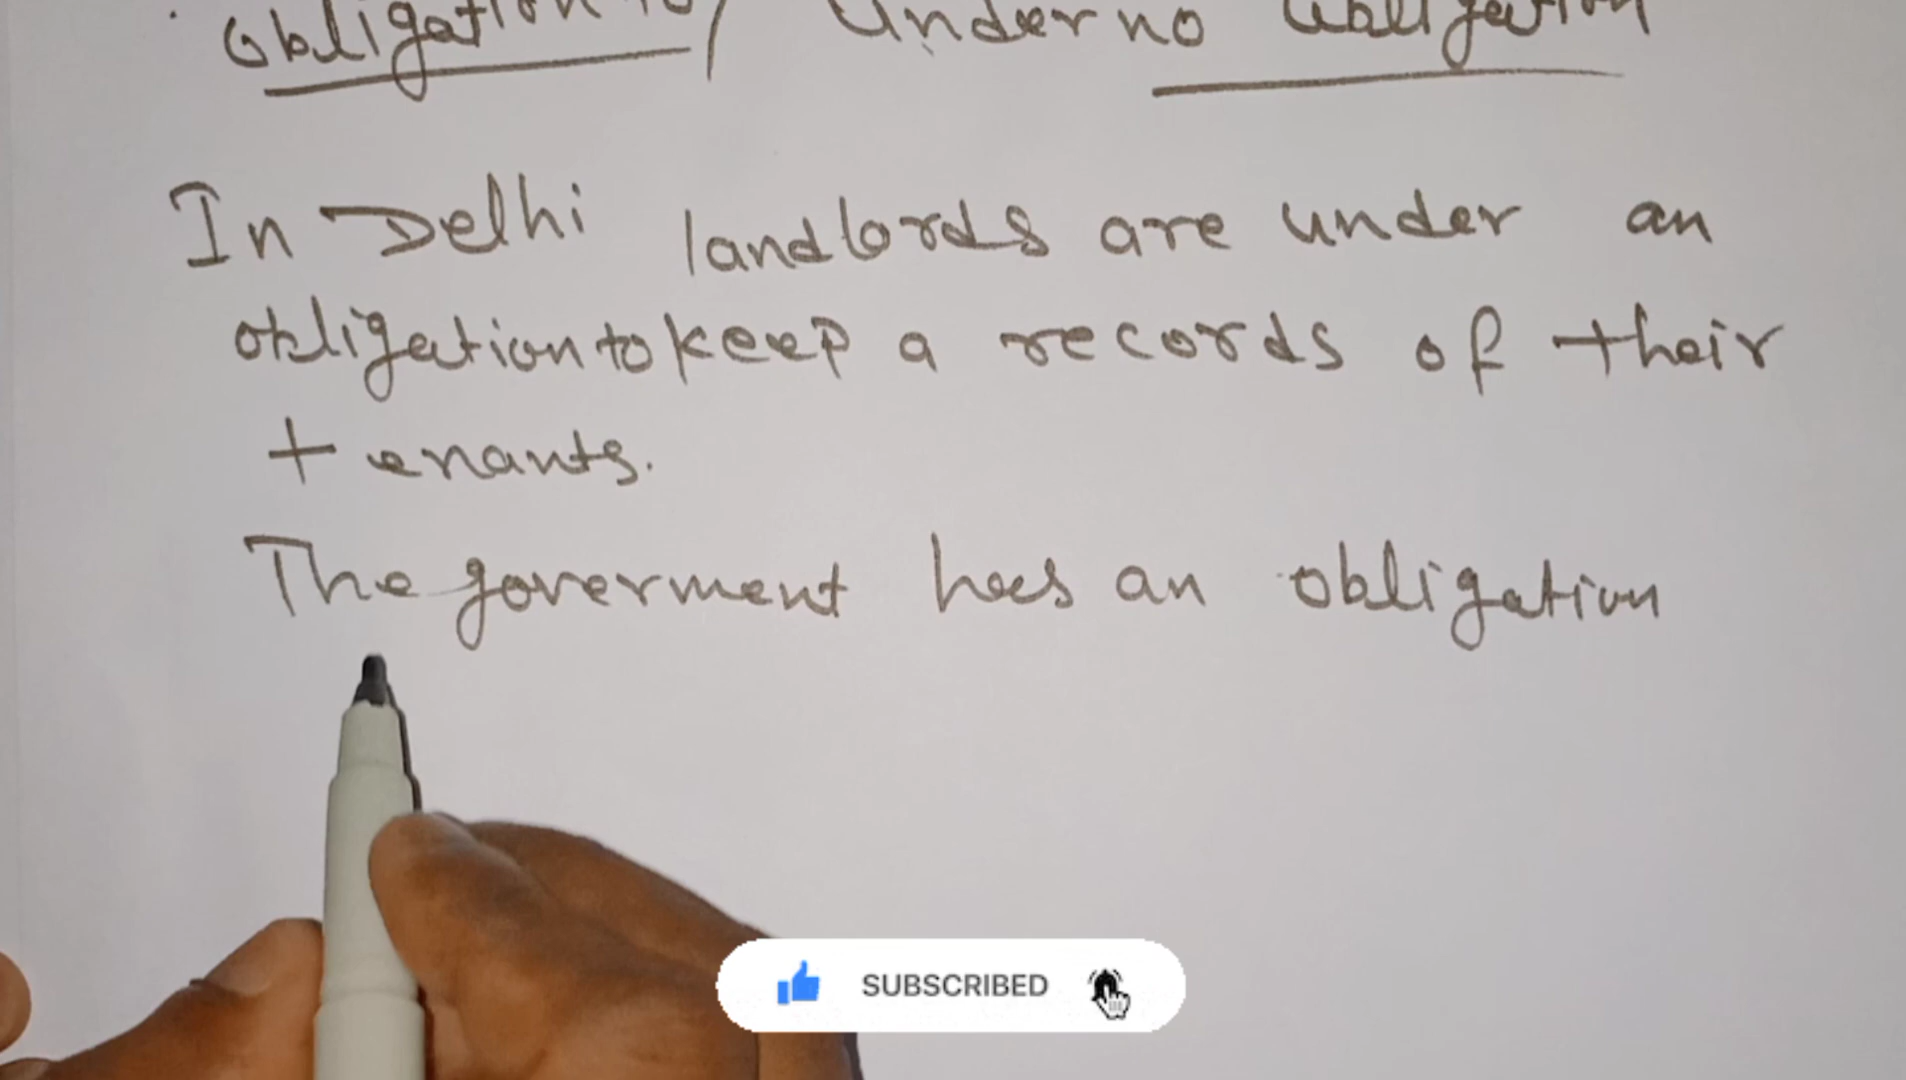 obligation to / Under no obligation
In Delhi landlords are under an
obligation to keep a records of their
tenants.
The goverment has an obligation
SUBSCRIBED